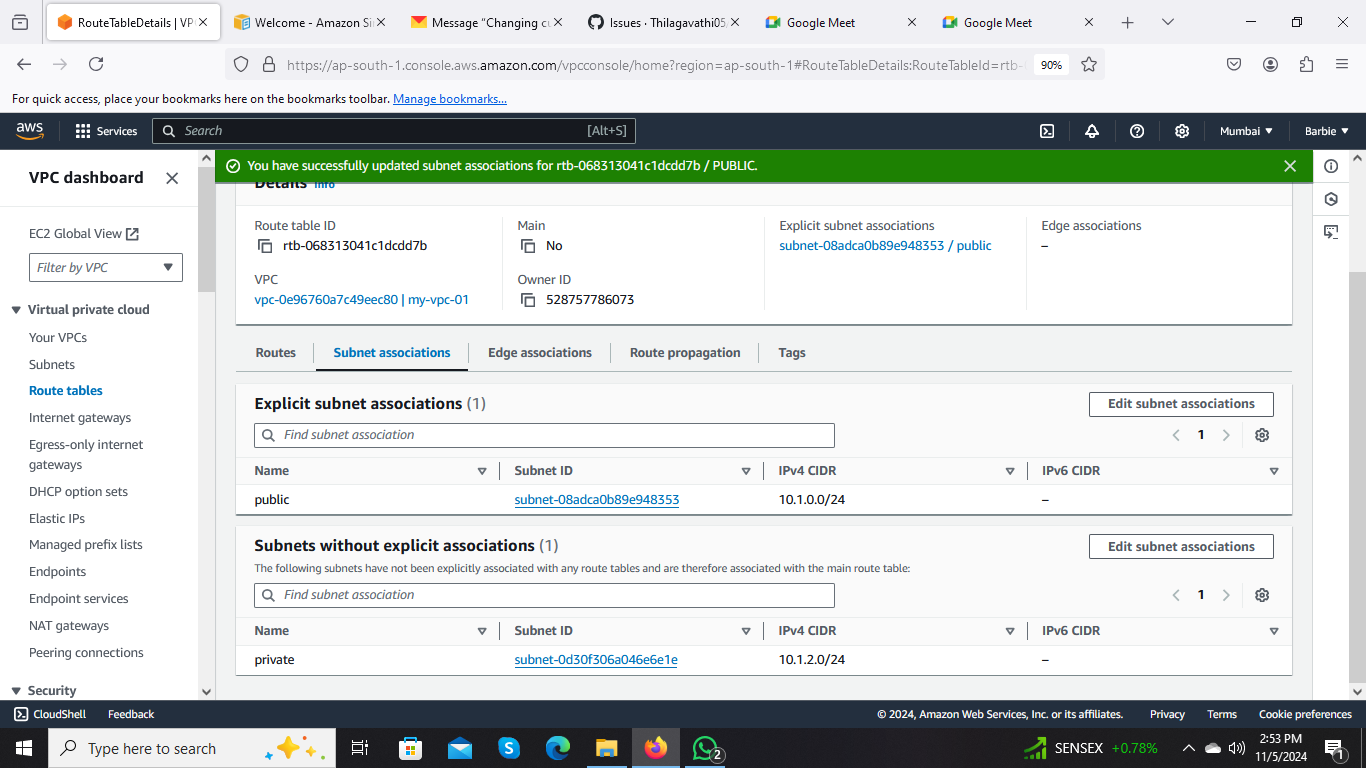 RouteTableDetails | VP
Welcome - Amazon Si
Message “Changing cu
Issues · Thilagavathi05
Google Meet
Google Meet
https://ap-south-1.console.aws.amazon.com/vpcconsole/home?region=ap-south-1#RouteTableDetails:RouteTableId=rtb-
90%
For quick access, place your bookmarks here on the bookmarks toolbar. Manage bookmarks...
aws
Services
Search
[Alt+S]
Mumbai
Barbie
VPC dashboard
You have successfully updated subnet associations for rtb-068313041c1dcdd7b / PUBLIC.
EC2 Global View
Filter by VPC
Virtual private cloud
Your VPCs
Subnets
Route tables
Internet gateways
Egress-only internet
gateways
DHCP option sets
Elastic IPs
Managed prefix lists
Endpoints
Endpoint services
NAT gateways
Peering connections
Security
Details Info
Route table ID
rtb-068313041c1dcdd7b
Main
No
Explicit subnet associations
subnet-08adca0b89e948353 / public
Edge associations
–
VPC
vpc-0e96760a7c49eec80 | my-vpc-01
Owner ID
528757786073
Routes
Subnet associations
Edge associations
Route propagation
Tags
Explicit subnet associations (1)
Edit subnet associations
Find subnet association
1
Name
Subnet ID
IPv4 CIDR
IPv6 CIDR
public
subnet-08adca0b89e948353
10.1.0.0/24
–
Subnets without explicit associations (1)
Edit subnet associations
The following subnets have not been explicitly associated with any route tables and are therefore associated with the main route table:
Find subnet association
1
Name
Subnet ID
IPv4 CIDR
IPv6 CIDR
private
subnet-0d30f306a046e6e1e
10.1.2.0/24
–
CloudShell
Feedback
© 2024, Amazon Web Services, Inc. or its affiliates.
Privacy
Terms
Cookie preferences
Type here to search
2
SENSEX +0.78%
2:53 PM
11/5/2024
1